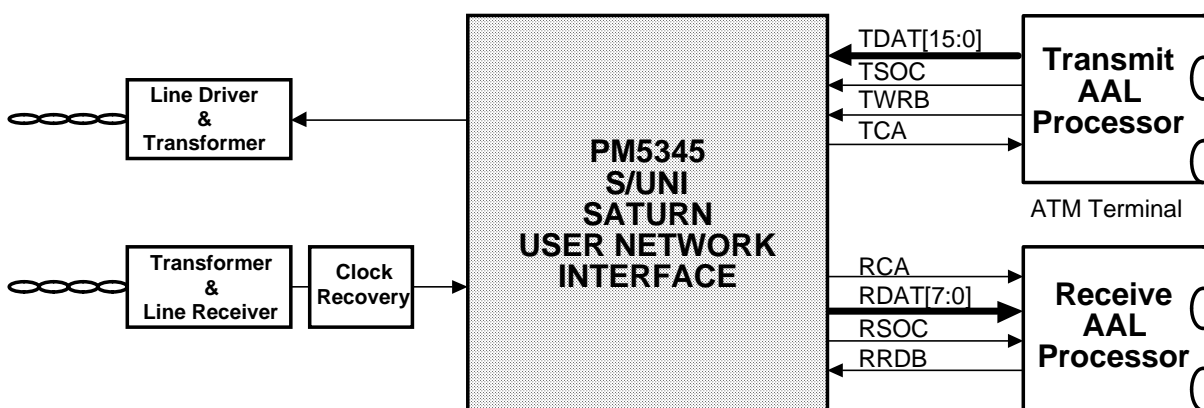 Line Driver
&
Transformer
Transformer
&
Line Receiver
Clock
Recovery
PM5345
S/UNI
SATURN
USER NETWORK
INTERFACE
TDAT[15:0]
TSOC
TWRB
TCA
Transmit
AAL
Processor
ATM Terminal
RCA
RDAT[7:0]
RSOC
RRDB
Receive
AAL
Processor